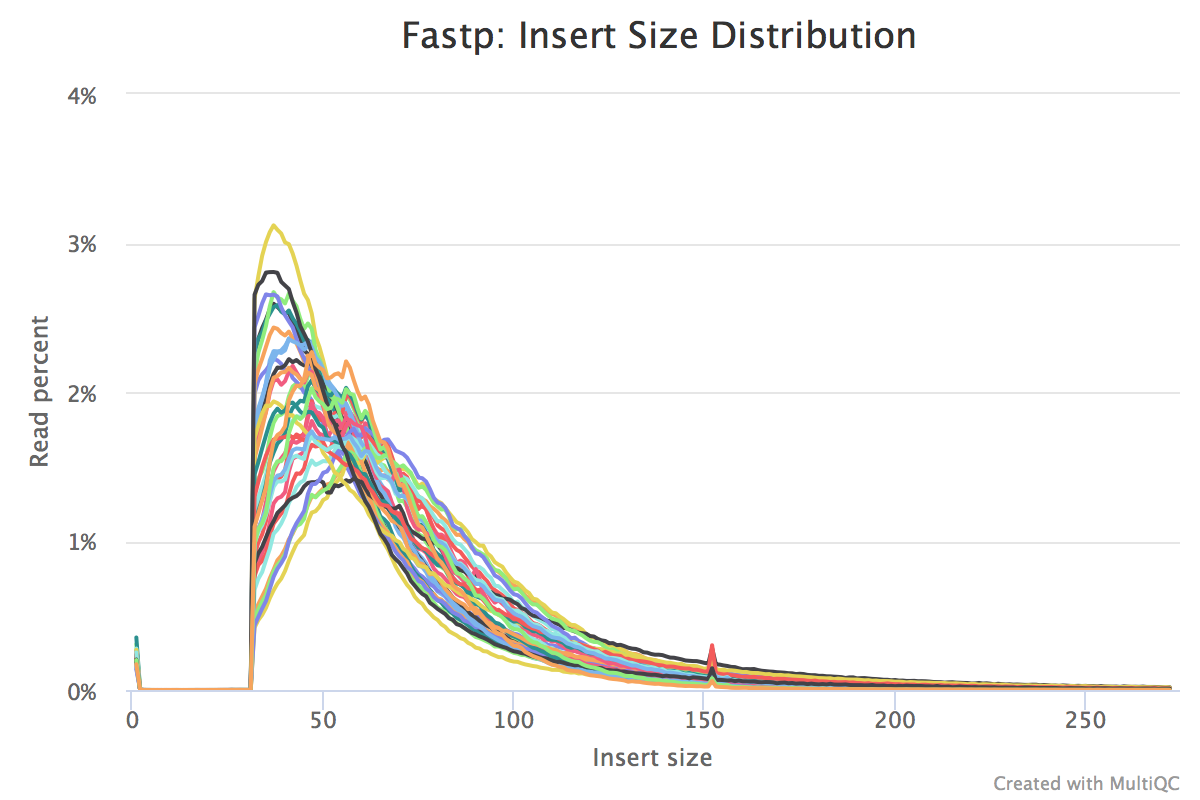 Fastp: Insert Size Distribution
4%
3%
2%
1%
0%
Read percent
0 50 100 150 200 250
Insert size
Created with MultiQC